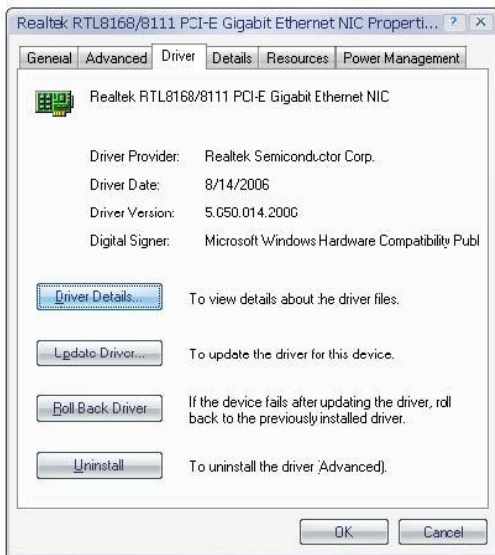 Realtek RTL8168/8111 PCI-E Gigabit Ethernet NIC Properti... ? X
General Advanced Driver Details Resources Power Management
Realtek RTL8168/8111 PCI-E Gigabit Ethernet NIC
Driver Provider: Realtek Semiconductor Corp.
Driver Date: 8/14/2006
Driver Version: 5.650.014.2006
Digital Signer: Microsoft Windows Hardware Compatibility Publ
Driver Details... To view details about the driver files.
Update Driver... To update the driver for this device.
Roll Back Driver If the device fails after updating the driver, roll
back to the previously installed driver.
Uninstall To uninstall the driver (Advanced).
OK Cancel